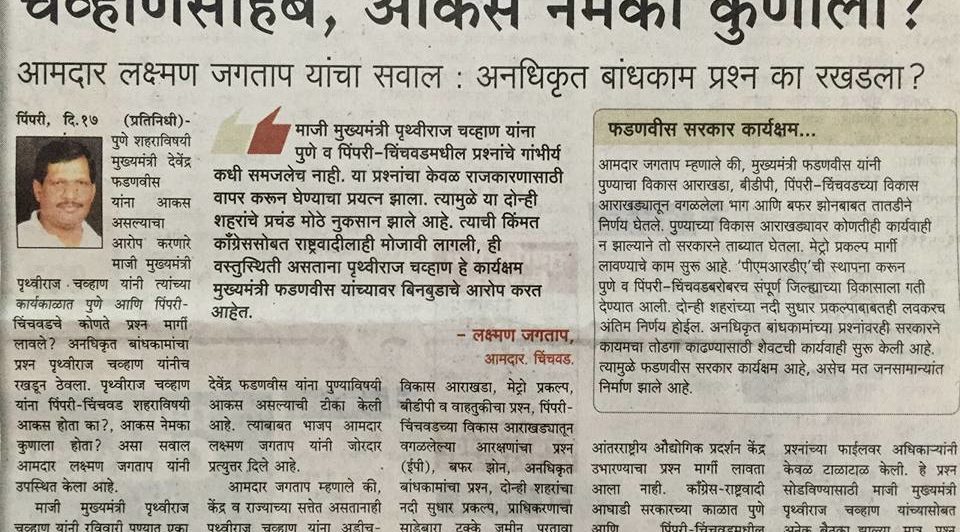 चव्हाणसाहेब, आकस नेमका कुणाला?
आमदार लक्ष्मण जगताप यांचा सवाल : अनधिकृत बांधकाम प्रश्न का रखडला?
पिंपरी, दि.१७ (प्रतिनिधी)-
पुणे शहराविषयी
मुख्यमंत्री देवेंद्र
फडणवीस
यांना आकस
असल्याचा
आरोप करणारे
माजी मुख्यमंत्री
पृथ्वीराज चव्हाण यांनी त्यांच्या
कार्यकाळात पुणे आणि पिंपरी-
चिंचवडचे कोणते प्रश्न मार्गी
लावले? अनधिकृत बांधकामांचा
प्रश्न पृथ्वीराज चव्हाण यांनीच
रखडून ठेवला. पृथ्वीराज चव्हाण
यांना पिंपरी-चिंचवड शहराविषयी
आकस होता का?, आकस नेमका
कुणाला होता? असा सवाल
आमदार लक्ष्मण जगताप यांनी
उपस्थित केला आहे.
माजी मुख्यमंत्री पृथ्वीराज
चव्हाण यांनी रविवारी पुण्यात एका
माजी मुख्यमंत्री पृथ्वीराज चव्हाण यांना
पुणे व पिंपरी-चिंचवडमधील प्रश्नांचे गांभीर्य
कधी समजलेच नाही. या प्रश्नांचा केवळ राजकारणासाठी
वापर करून घेण्याचा प्रयत्न झाला. त्यामुळे या दोन्ही
शहरांचे प्रचंड मोठे नुकसान झाले आहे. त्याची किंमत
काँग्रेससोबत राष्ट्रवादीलाही मोजावी लागली, ही
वस्तुस्थिती असताना पृथ्वीराज चव्हाण हे कार्यक्षम
मुख्यमंत्री फडणवीस यांच्यावर बिनबुडाचे आरोप करत
आहेत.
– लक्ष्मण जगताप,
आमदार. चिंचवड.
देवेंद्र फडणवीस यांना पुण्याविषयी
आकस असल्याची टीका केली
आहे. त्याबाबत भाजप आमदार
लक्ष्मण जगताप यांनी जोरदार
प्रत्युत्तर दिले आहे.
आमदार जगताप म्हणाले की,
केंद्र व राज्याच्या सत्तेत असतानाही
पृथ्वीराज चव्हाण यांना अडीच-
विकास आराखडा, मेट्रो प्रकल्प,
बीडीपी व वाहतुकीचा प्रश्न, पिंपरी-
चिंचवडच्या विकास आराखड्यातून
वगळलेल्या आरक्षणांचा प्रश्न
(ईपी), बफर झोन, अनधिकृत
बांधकामांचा प्रश्न, दोन्ही शहरांचा
नदी सुधार प्रकल्प, प्राधिकरणाचा
साडेबारा टक्के जमीन परतावा
फडणवीस सरकार कार्यक्षम...
आमदार जगताप म्हणाले की, मुख्यमंत्री फडणवीस यांनी
पुण्याचा विकास आराखडा, बीडीपी, पिंपरी-चिंचवडच्या विकास
आराखड्यातून वगळलेला भाग आणि बफर झोनबाबत तातडीने
निर्णय घेतले. पुण्याच्या विकास आराखड्यावर कोणतीही कार्यवाही
न झाल्याने तो सरकारने ताब्यात घेतला. मेट्रो प्रकल्प मार्गी
लावण्याचे काम सुरू आहे. 'पीएमआरडीए'ची स्थापना करून
पुणे व पिंपरी-चिंचवडबरोबरच संपूर्ण जिल्ह्याच्या विकासाला गती
देण्यात आली. दोन्ही शहरांच्या नदी सुधार प्रकल्पाबाबतही लवकरच
अंतिम निर्णय होईल. अनधिकृत बांधकामांच्या प्रश्नांवरही सरकारने
कायमचा तोडगा काढण्यासाठी शेवटची कार्यवाही सुरू केली आहे.
त्यामुळे फडणवीस सरकार कार्यक्षम आहे, असेच मत जनसामान्यांत
निर्माण झाले आहे.
आंतरराष्ट्रीय औद्योगिक प्रदर्शन केंद्र
उभारण्याचा प्रश्न मार्गी लावता
आला नाही. काँग्रेस-राष्ट्रवादी
आघाडी सरकारच्या काळात पुणे
आणि पिंपरी-चिंचवडमधील
प्रश्नांच्या फाईलवर अधिकाऱ्यांनी
केवळ टाळाटाळ केली. हे प्रश्न
सोडविण्यासाठी माजी मुख्यमंत्री
पृथ्वीराज चव्हाण यांच्यासोबत
अनेक बैठका झाल्या. मात्र प्रश्न